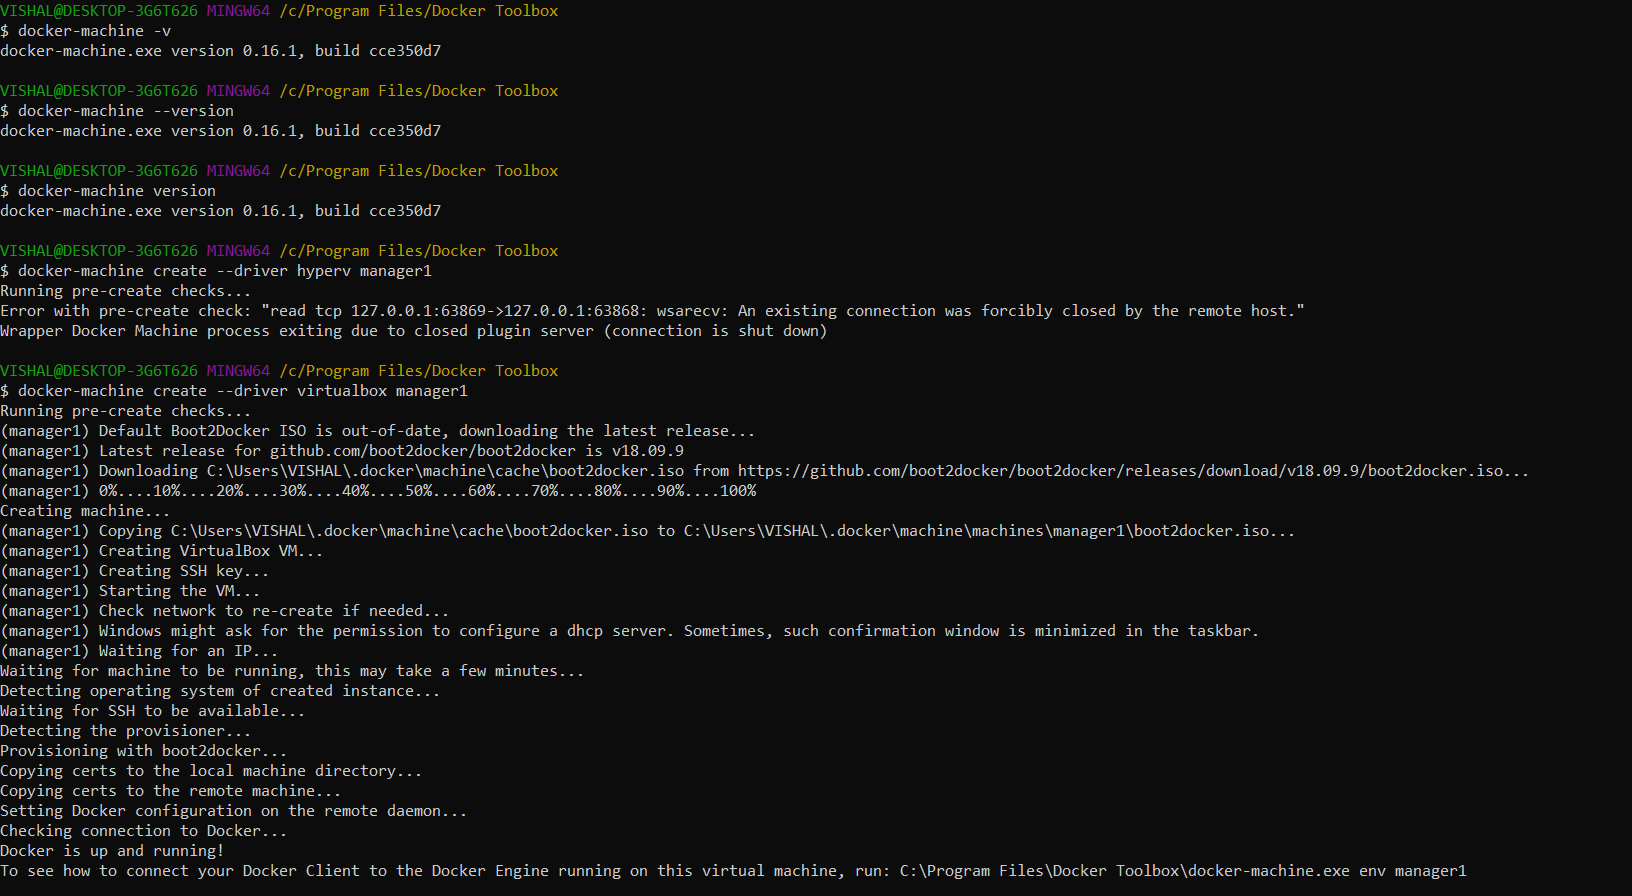 VISHAL@DESKTOP-3G6T626 MINGW64 /c/Program Files/Docker Toolbox
$ docker-machine -v
docker-machine.exe version 0.16.1, build cce350d7
VISHAL@DESKTOP-3G6T626 MINGW64 /c/Program Files/Docker Toolbox
$ docker-machine --version
docker-machine.exe version 0.16.1, build cce350d7
VISHAL@DESKTOP-3G6T626 MINGW64 /c/Program Files/Docker Toolbox
$ docker-machine version
docker-machine.exe version 0.16.1, build cce350d7
VISHAL@DESKTOP-3G6T626 MINGW64 /c/Program Files/Docker Toolbox
$ docker-machine create --driver hyperv manager1
Running pre-create checks...
Error with pre-create check: "read tcp 127.0.0.1:63869->127.0.0.1:63868: wsarecv: An existing connection was forcibly closed by the remote host."
Wrapper Docker Machine process exiting due to closed plugin server (connection is shut down)
VISHAL@DESKTOP-3G6T626 MINGW64 /c/Program Files/Docker Toolbox
$ docker-machine create --driver virtualbox manager1
Running pre-create checks...
(manager1) Default Boot2Docker ISO is out-of-date, downloading the latest release...
(manager1) Latest release for github.com/boot2docker/boot2docker is v18.09.9
(manager1) Downloading C:\Users\VISHAL\.docker\machine\cache\boot2docker.iso from https://github.com/boot2docker/boot2docker/releases/download/v18.09.9/boot2docker.iso...
(manager1) 0%....10%....20%....30%....40%....50%....60%....70%....80%....90%....100%
Creating machine...
(manager1) Copying C:\Users\VISHAL\.docker\machine\cache\boot2docker.iso to C:\Users\VISHAL\.docker\machine\machines\manager1\boot2docker.iso...
(manager1) Creating VirtualBox VM...
(manager1) Creating SSH key...
(manager1) Starting the VM...
(manager1) Check network to re-create if needed...
(manager1) Windows might ask for the permission to configure a dhcp server. Sometimes, such confirmation window is minimized in the taskbar.
(manager1) Waiting for an IP...
Waiting for machine to be running, this may take a few minutes...
Detecting operating system of created instance...
Waiting for SSH to be available...
Detecting the provisioner...
Provisioning with boot2docker...
Copying certs to the local machine directory...
Copying certs to the remote machine...
Setting Docker configuration on the remote daemon...
Checking connection to Docker...
Docker is up and running!
To see how to connect your Docker Client to the Docker Engine running on this virtual machine, run: C:\Program Files\Docker Toolbox\docker-machine.exe env manager1